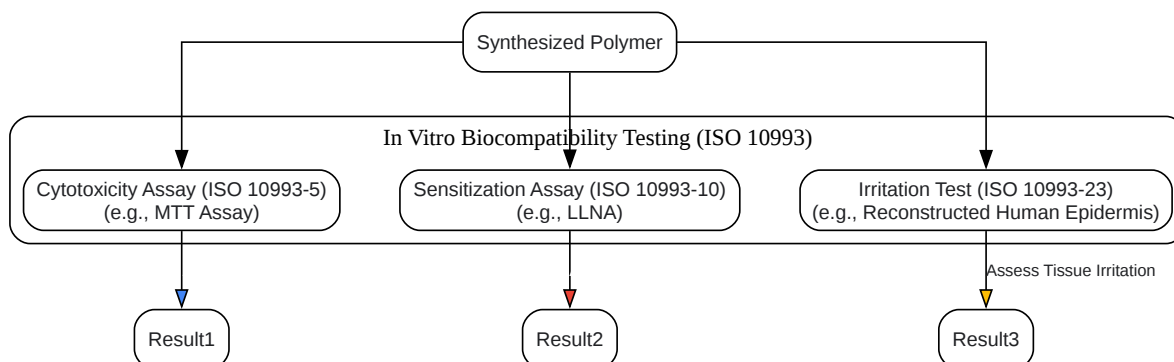 Synthesized Polymer
In Vitro Biocompatibility Testing (ISO 10993)
Cytotoxicity Assay (ISO 10993-5)
(e.g., MTT Assay)
Sensitization Assay (ISO 10993-10)
(e.g., LLNA)
Irritation Test (ISO 10993-23)
(e.g., Reconstructed Human Epidermis)
Assess Tissue Irritation
Result1
Result2
Result3